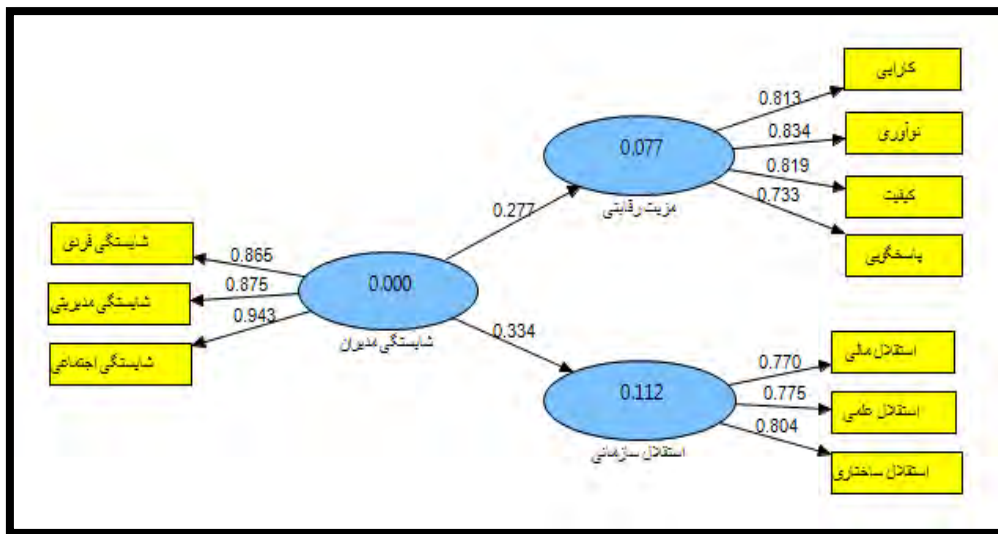 کارایی
0.813
نوآوری
0.834
0.077
0.819
کیفیت
0.733
مزیت رقابتی
0.277
پاسخگویی
شایستگی فردی
0.865
0.000
0.875
شایستگی مدیریتی
0.943
شایستگی مدیران
0.334
شایستگی اجتماعی
استقلال مالی
0.770
0.112
0.775
استقلال علمی
0.804
استقلال سازمانی
استقلال ساختاری